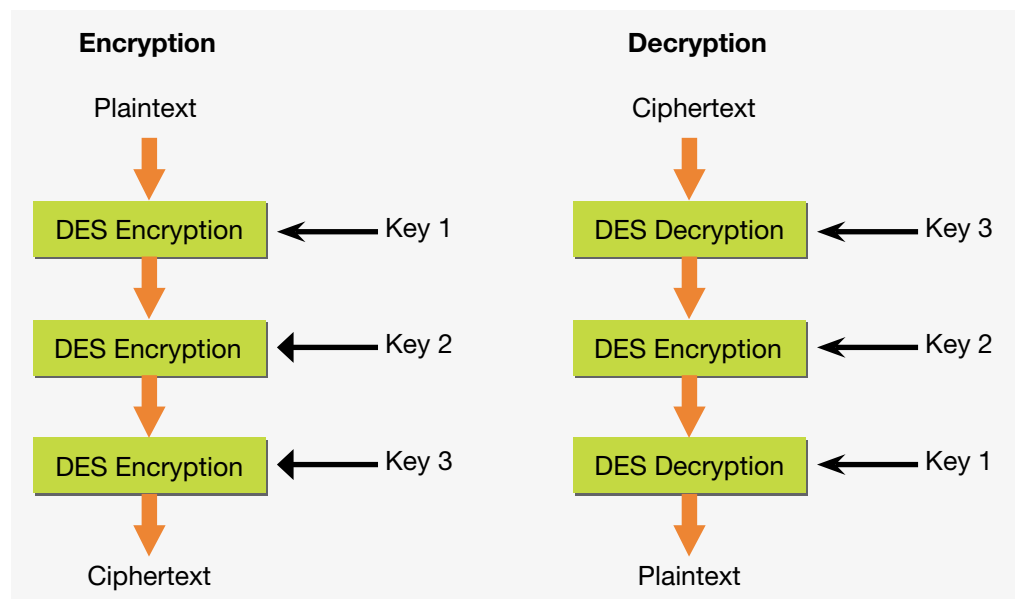 Encryption
Plaintext
DES Encryption
Key 1
DES Encryption
Key 2
DES Encryption
Key 3
Ciphertext
Decryption
Ciphertext
DES Decryption
Key 3
DES Encryption
Key 2
DES Decryption
Key 1
Plaintext